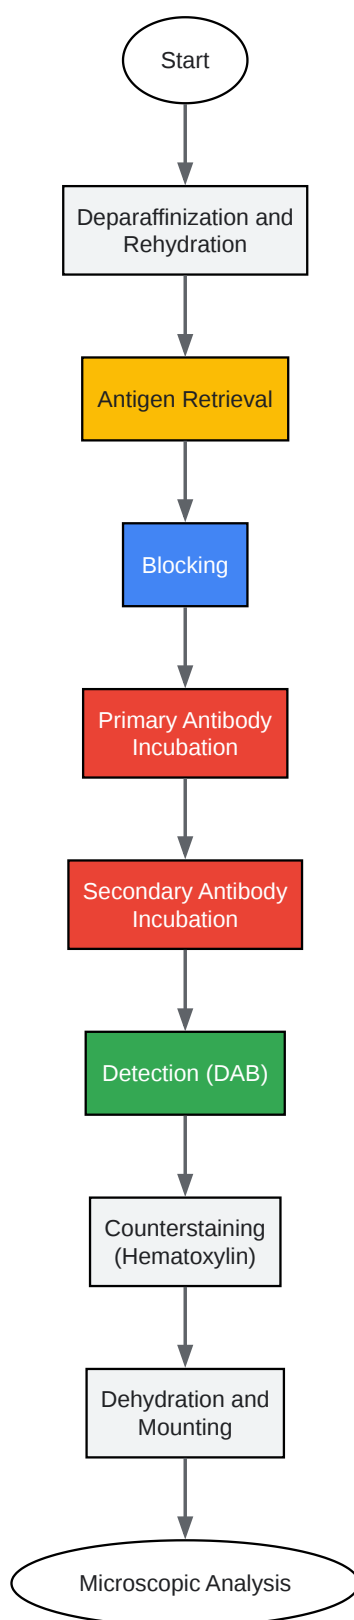 Start
Deparaffinization and
Rehydration
Antigen Retrieval
Blocking
Primary Antibody
Incubation
Secondary Antibody
Incubation
Detection (DAB)
Counterstaining
(Hematoxylin)
Dehydration and
Mounting
Microscopic Analysis